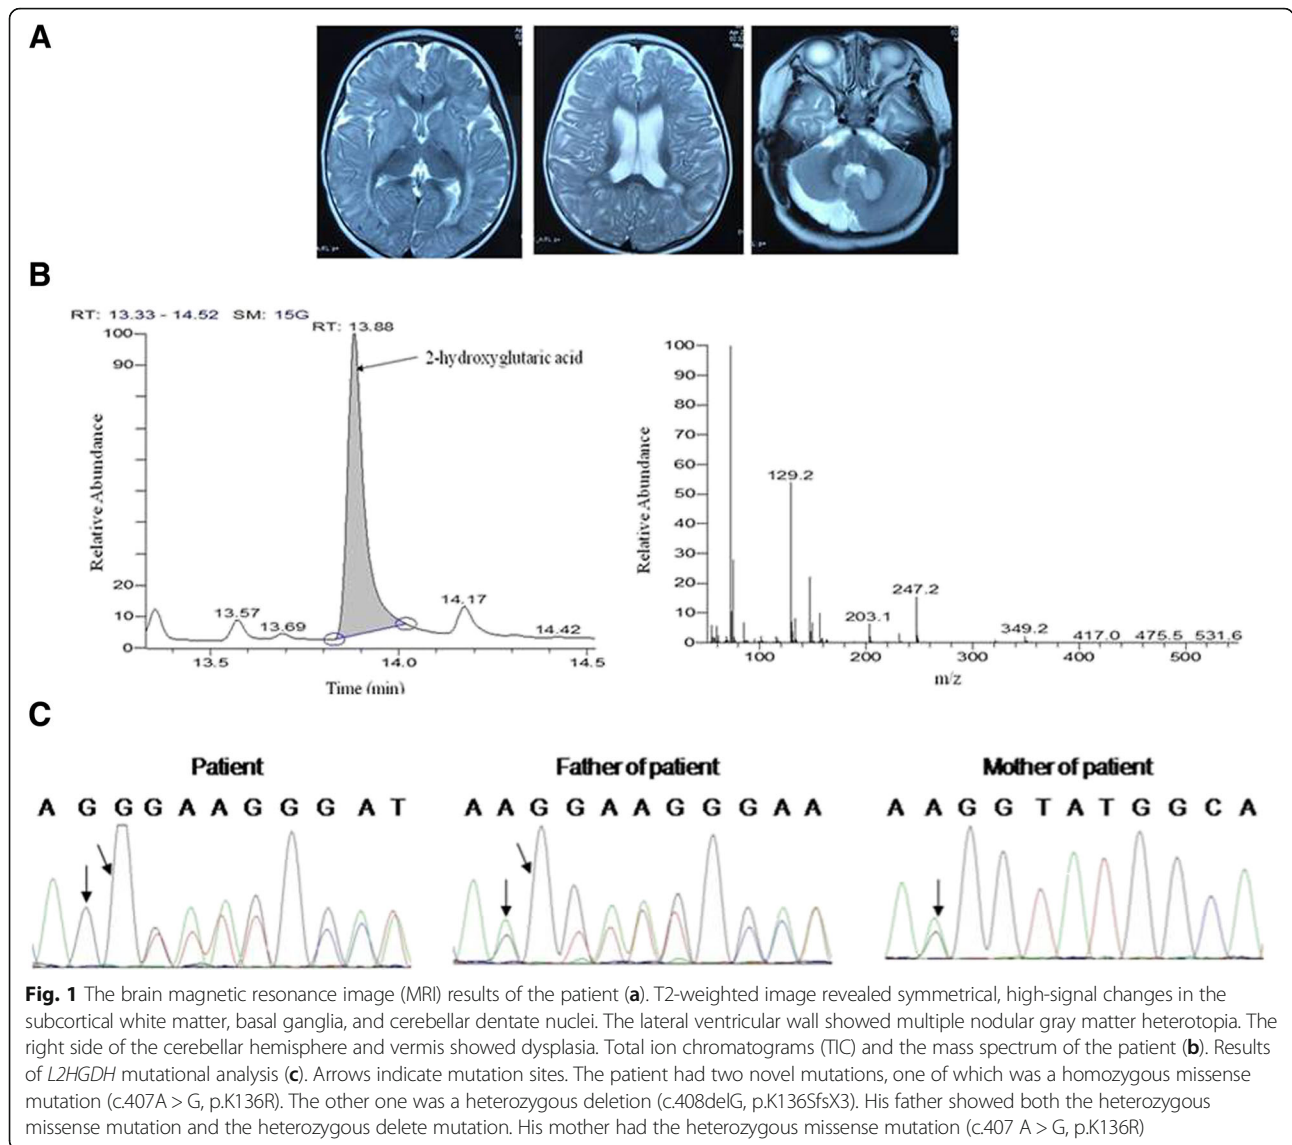 A
B
RT: 13.33 - 14.52 SM: 15G
RT: 13.88
2-hydroxyglutaric acid
100
90
20
10
0
Relative Abundance
13.57
13.69
14.17
14.42
13.5
14.0
14.5
Time (min)
100
90
80
70
60
50
40
30
20
10
0
Relative Abundance
129.2
203.1
247.2
349.2
417.0
475.5
531.6
100
200
300
400
500
m/z
C
Patient
Father of patient
Mother of patient
A G G G A A G G G A T
A A G G A A G G G A A
A A G G T A T G G C A
Fig. 1 The brain magnetic resonance image (MRI) results of the patient (a). T2-weighted image revealed symmetrical, high-signal changes in the
subcortical white matter, basal ganglia, and cerebellar dentate nuclei. The lateral ventricular wall showed multiple nodular gray matter heterotopia. The
right side of the cerebellar hemisphere and vermis showed dysplasia. Total ion chromatograms (TIC) and the mass spectrum of the patient (b). Results
of L2HGDH mutational analysis (c). Arrows indicate mutation sites. The patient had two novel mutations, one of which was a homozygous missense
mutation (c.407A > G, p.K136R). The other one was a heterozygous deletion (c.408delG, p.K136SfsX3). His father showed both the heterozygous
missense mutation and the heterozygous delete mutation. His mother had the heterozygous missense mutation (c.407 A > G, p.K136R)